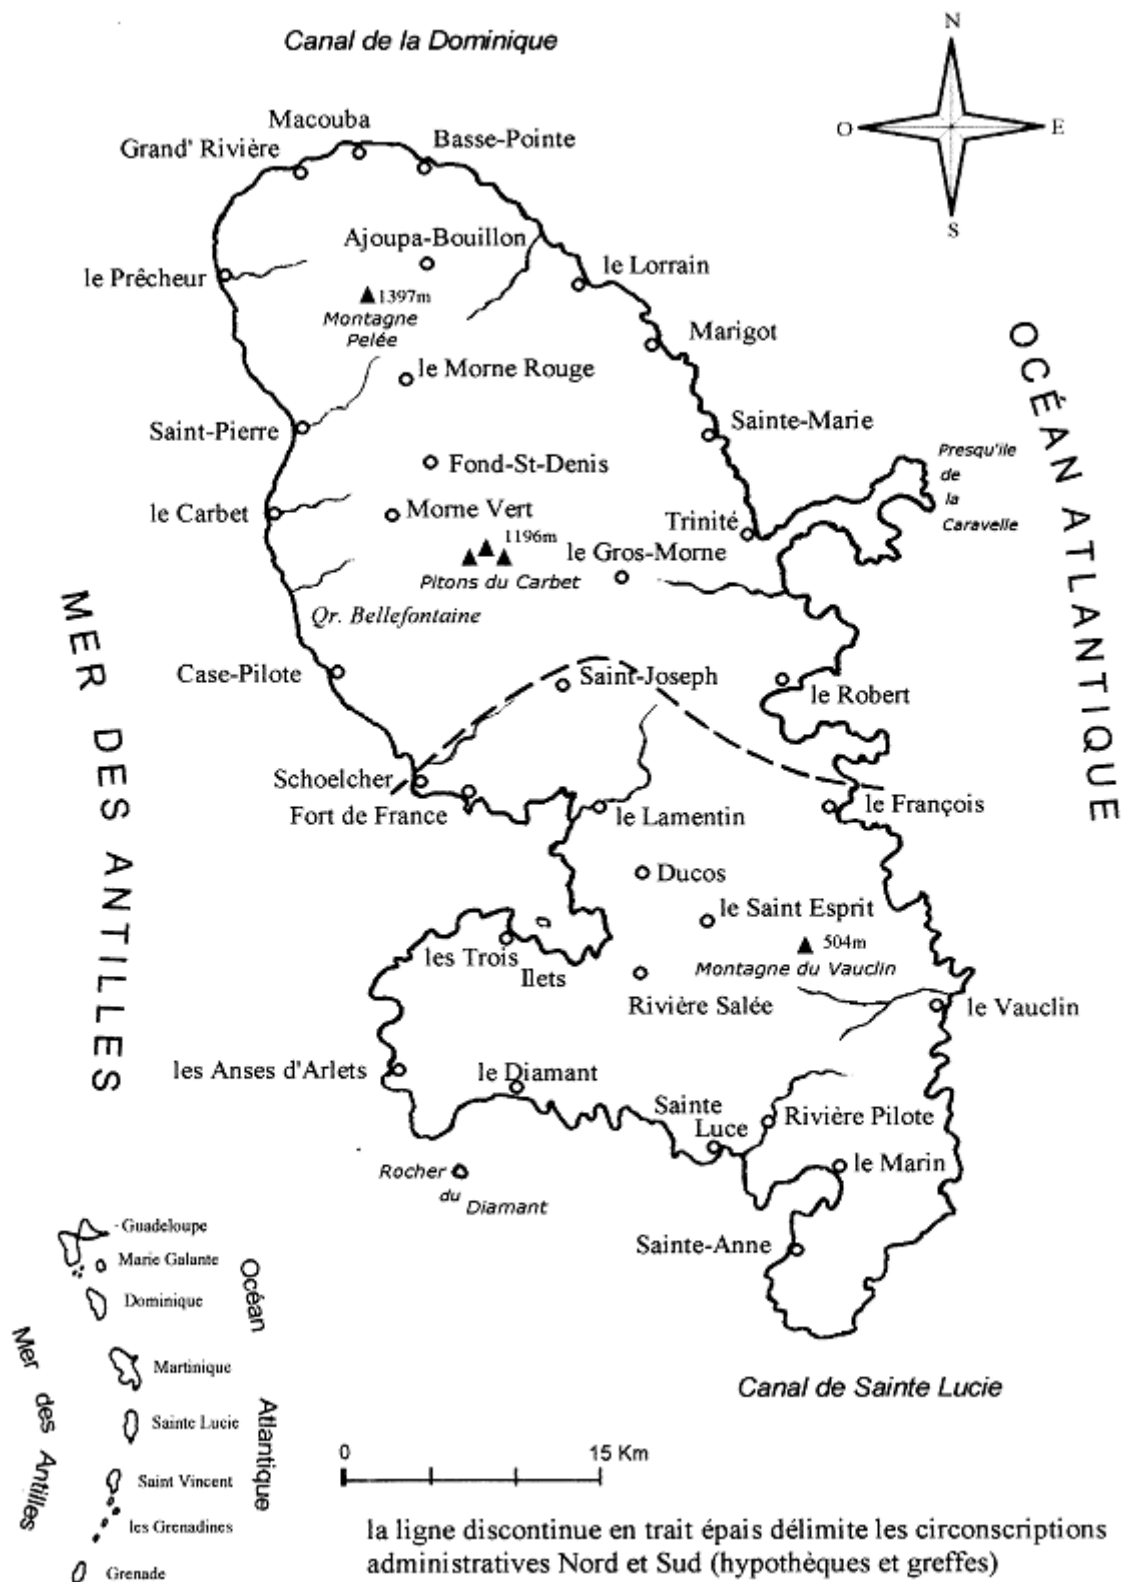 Canal de la Dominique
N
O
E
S
Macouba
Grand' Rivière
Basse-Pointe
Ajoupa-Bouillon
le Prêcheur
le Lorrain
1397m
Montagne
Pelée
Marigot
le Morne Rouge
Saint-Pierre
Sainte-Marie
Fond-St-Denis
Presqu'ile
de
la
Caravelle
OCÉAN ATLANTIQUE
le Carbet
Morne Vert
Trinité
1196m
le Gros-Morne
Pitons du Carbet
Qr. Bellefontaine
MER DES ANTILLES
Case-Pilote
Saint-Joseph
le Robert
Schoelcher
Fort de France
le Lamentin
le François
Ducos
le Saint Esprit
504m
Montagne du Vauclin
les Trois
Ilets
Rivière Salée
le Vauclin
les Anses d'Arlets
le Diamant
Sainte
Luce
Rivière Pilote
le Marin
Rocher
du
Diamant
Sainte-Anne
Guadeloupe
Marie Galante
Dominique
Martinique
Sainte Lucie
Saint Vincent
les Grenadines
Grenade
Océan
Atlantique
Mer des Antilles
Canal de Sainte Lucie
0
15 Km
la ligne discontinue en trait épais délimite les circonscriptions
administratives Nord et Sud (hypothèques et greffes)